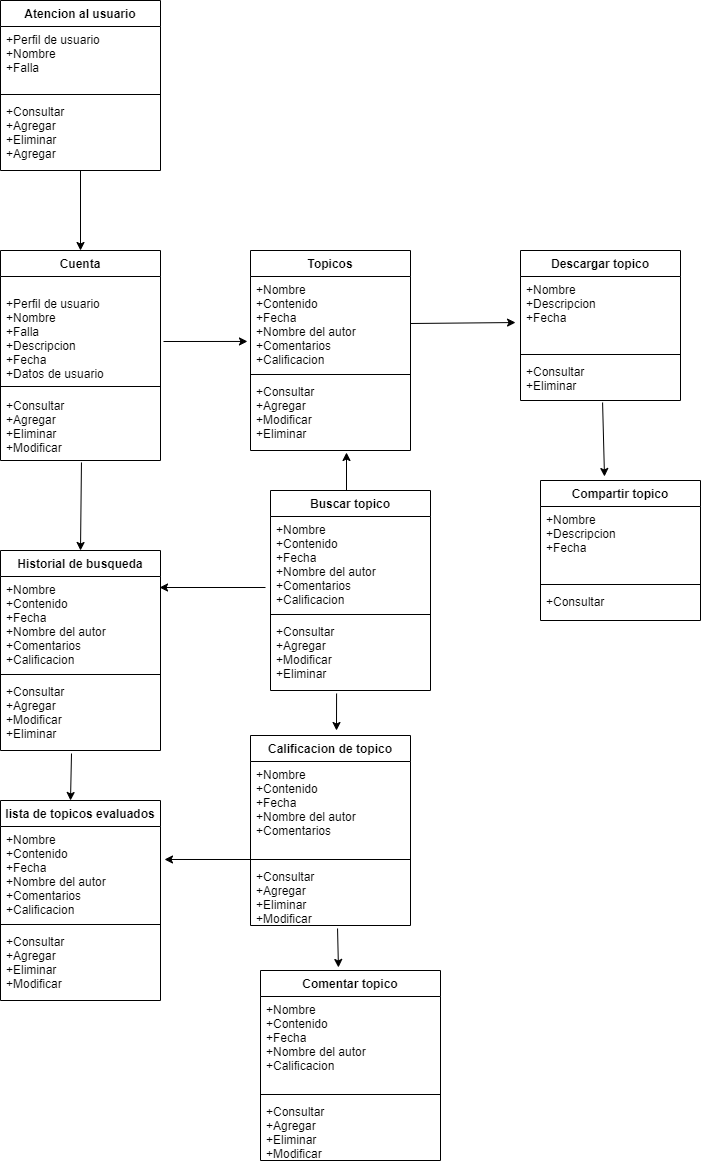 Atencion al usuario
+Perfil de usuario
+Nombre
+Falla
+Consultar
+Agregar
+Eliminar
+Agregar
Cuenta
+Perfil de usuario
+Nombre
+Falla
+Descripcion
+Fecha
+Datos de usuario
+Consultar
+Agregar
+Eliminar
+Modificar
Topicos
+Nombre
+Contenido
+Fecha
+Nombre del autor
+Comentarios
+Calificacion
+Consultar
+Agregar
+Modificar
+Eliminar
Descargar topico
+Nombre
+Descripcion
+Fecha
+Consultar
+Eliminar
Compartir topico
+Nombre
+Descripcion
+Fecha
+Consultar
Buscar topico
+Nombre
+Contenido
+Fecha
+Nombre del autor
+Comentarios
+Calificacion
+Consultar
+Agregar
+Modificar
+Eliminar
Historial de busqueda
+Nombre
+Contenido
+Fecha
+Nombre del autor
+Comentarios
+Calificacion
+Consultar
+Agregar
+Modificar
+Eliminar
Calificacion de topico
+Nombre
+Contenido
+Fecha
+Nombre del autor
+Comentarios
+Consultar
+Agregar
+Eliminar
+Modificar
lista de topicos evaluados
+Nombre
+Contenido
+Fecha
+Nombre del autor
+Comentarios
+Calificacion
+Consultar
+Agregar
+Eliminar
+Modificar
Comentar topico
+Nombre
+Contenido
+Fecha
+Nombre del autor
+Calificacion
+Consultar
+Agregar
+Eliminar
+Modificar